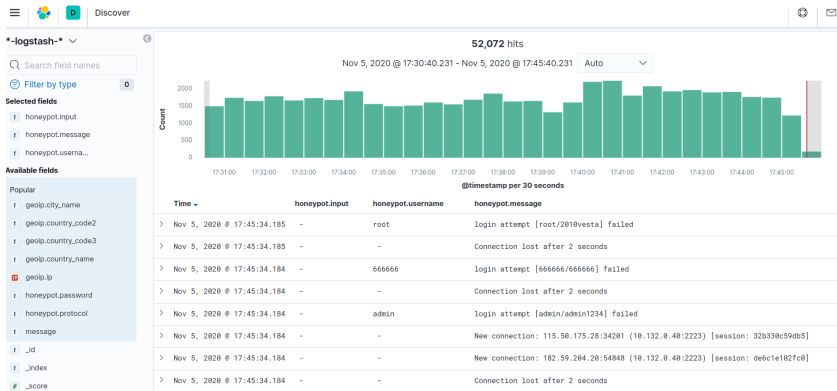 D Discover
*-logstash-*
Search field names
Filter by type 0
Selected fields
t honeypot.input
t honeypot.message
t honeypot.userna...
Available fields
Popular
t geoip.city_name
t geoip.country_code2
t geoip.country_code3
t geoip.country_name
IP geoip.ip
t honeypot.password
t honeypot.protocol
t message
t _id
t _index
# _score
52,072 hits
Nov 5, 2020 @ 17:30:40.231 - Nov 5, 2020 @ 17:45:40.231 Auto
Count
2000
1500
1000
500
0
17:31:00 17:32:00 17:33:00 17:34:00 17:35:00 17:36:00 17:37:00 17:38:00 17:39:00 17:40:00 17:41:00 17:42:00 17:43:00 17:44:00 17:45:00
@timestamp per 30 seconds
Time honeypot.input honeypot.username honeypot.message
Nov 5, 2020 @ 17:45:34.185 - root login attempt [root/2010vesta] failed
Nov 5, 2020 @ 17:45:34.185 - - Connection lost after 2 seconds
Nov 5, 2020 @ 17:45:34.184 - 666666 login attempt [666666/666666] failed
Nov 5, 2020 @ 17:45:34.184 - - Connection lost after 2 seconds
Nov 5, 2020 @ 17:45:34.184 - admin login attempt [admin/admin1234] failed
Nov 5, 2020 @ 17:45:34.184 - - New connection: 115.50.175.28:34201 (10.132.0.40:2223) [session: 32b330c59db5]
Nov 5, 2020 @ 17:45:34.184 - - New connection: 182.59.204.20:54848 (10.132.0.40:2223) [session: de6c1e102fc0]
Nov 5, 2020 @ 17:45:34.184 - - Connection lost after 2 seconds